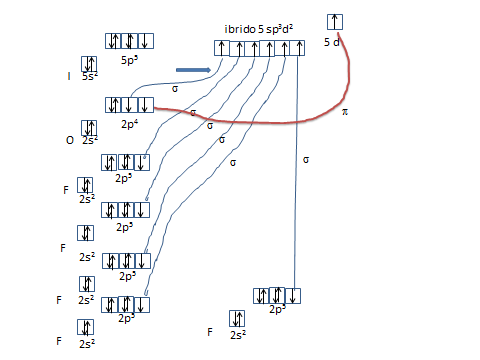 ibrido 5 sp³d²
5 d
5p⁵
I 5s²
σ
2p⁴
σ
π
σ
O 2s²
σ
2p⁵
σ
σ
F 2s²
2p⁵
F 2s²
2p⁵
F 2s²
2p⁵
2p⁵
F 2s²
F 2s²